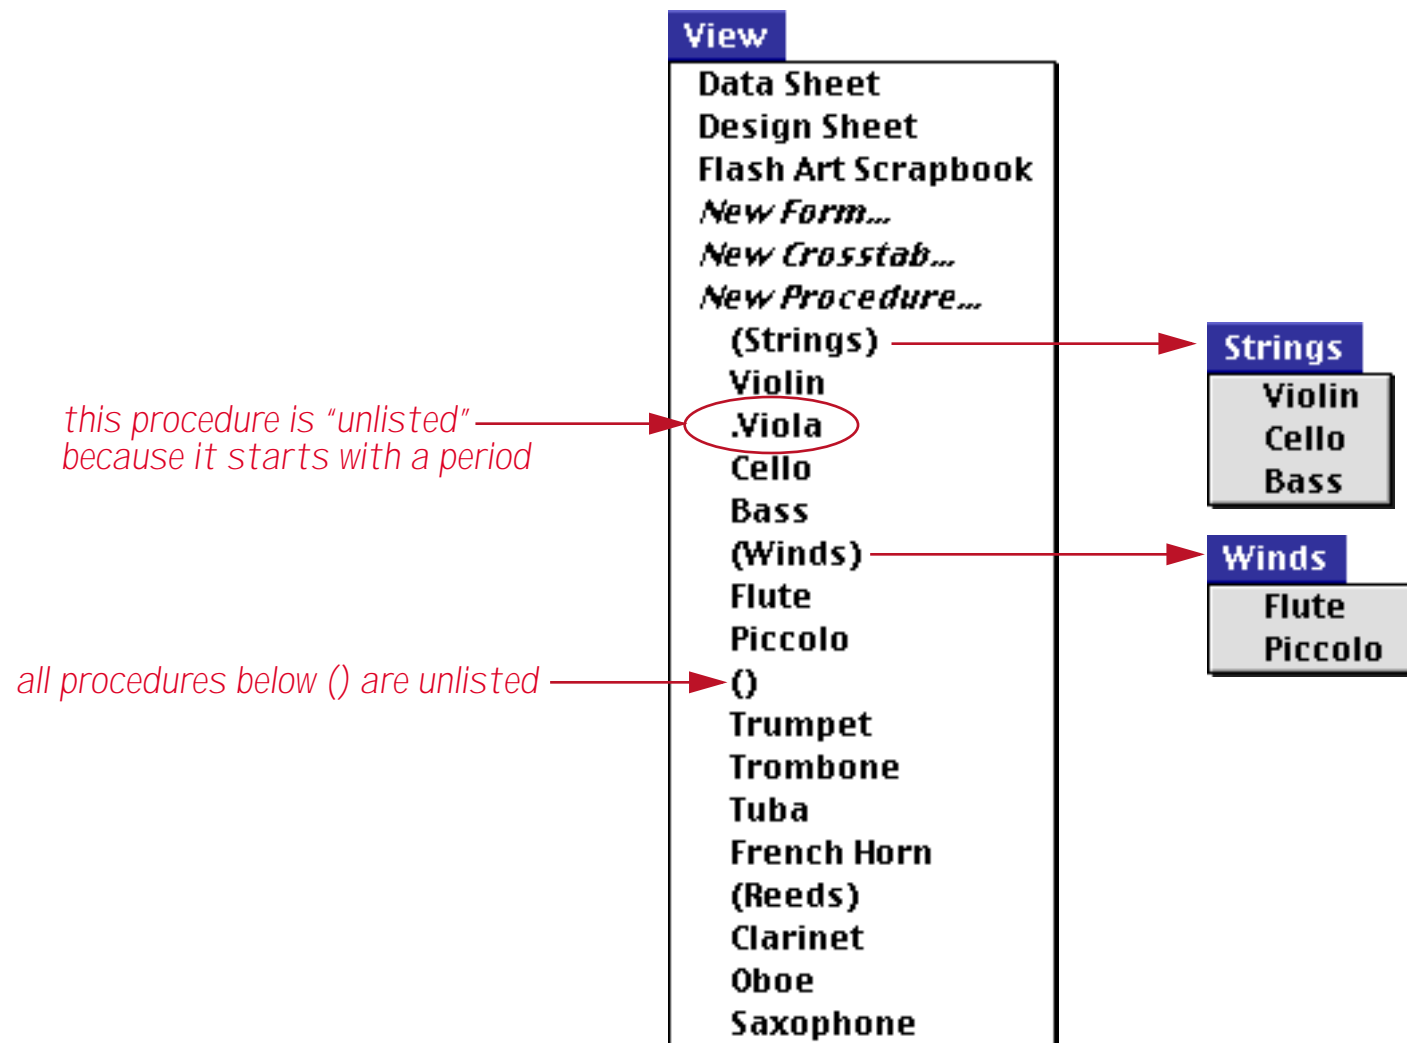 View
Data Sheet
Design Sheet
Flash Art Scrapbook
New Form...
New Crosstab...
New Procedure...
(Strings)
Violin
.Viola
Cello
Bass
(Winds)
Flute
Piccolo
()
Trumpet
Trombone
Tuba
French Horn
(Reeds)
Clarinet
Oboe
Saxophone
this procedure is “unlisted”
because it starts with a period
all procedures below () are unlisted
Strings
Violin
Cello
Bass
Winds
Flute
Piccolo